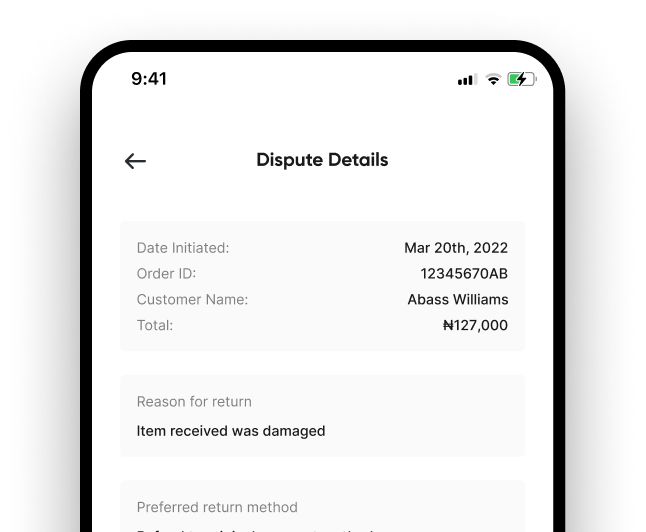 9:41
Dispute Details
Date Initiated: Mar 20th, 2022
Order ID: 12345670AB
Customer Name: Abass Williams
Total: ₦127,000
Reason for return
Item received was damaged
Preferred return method